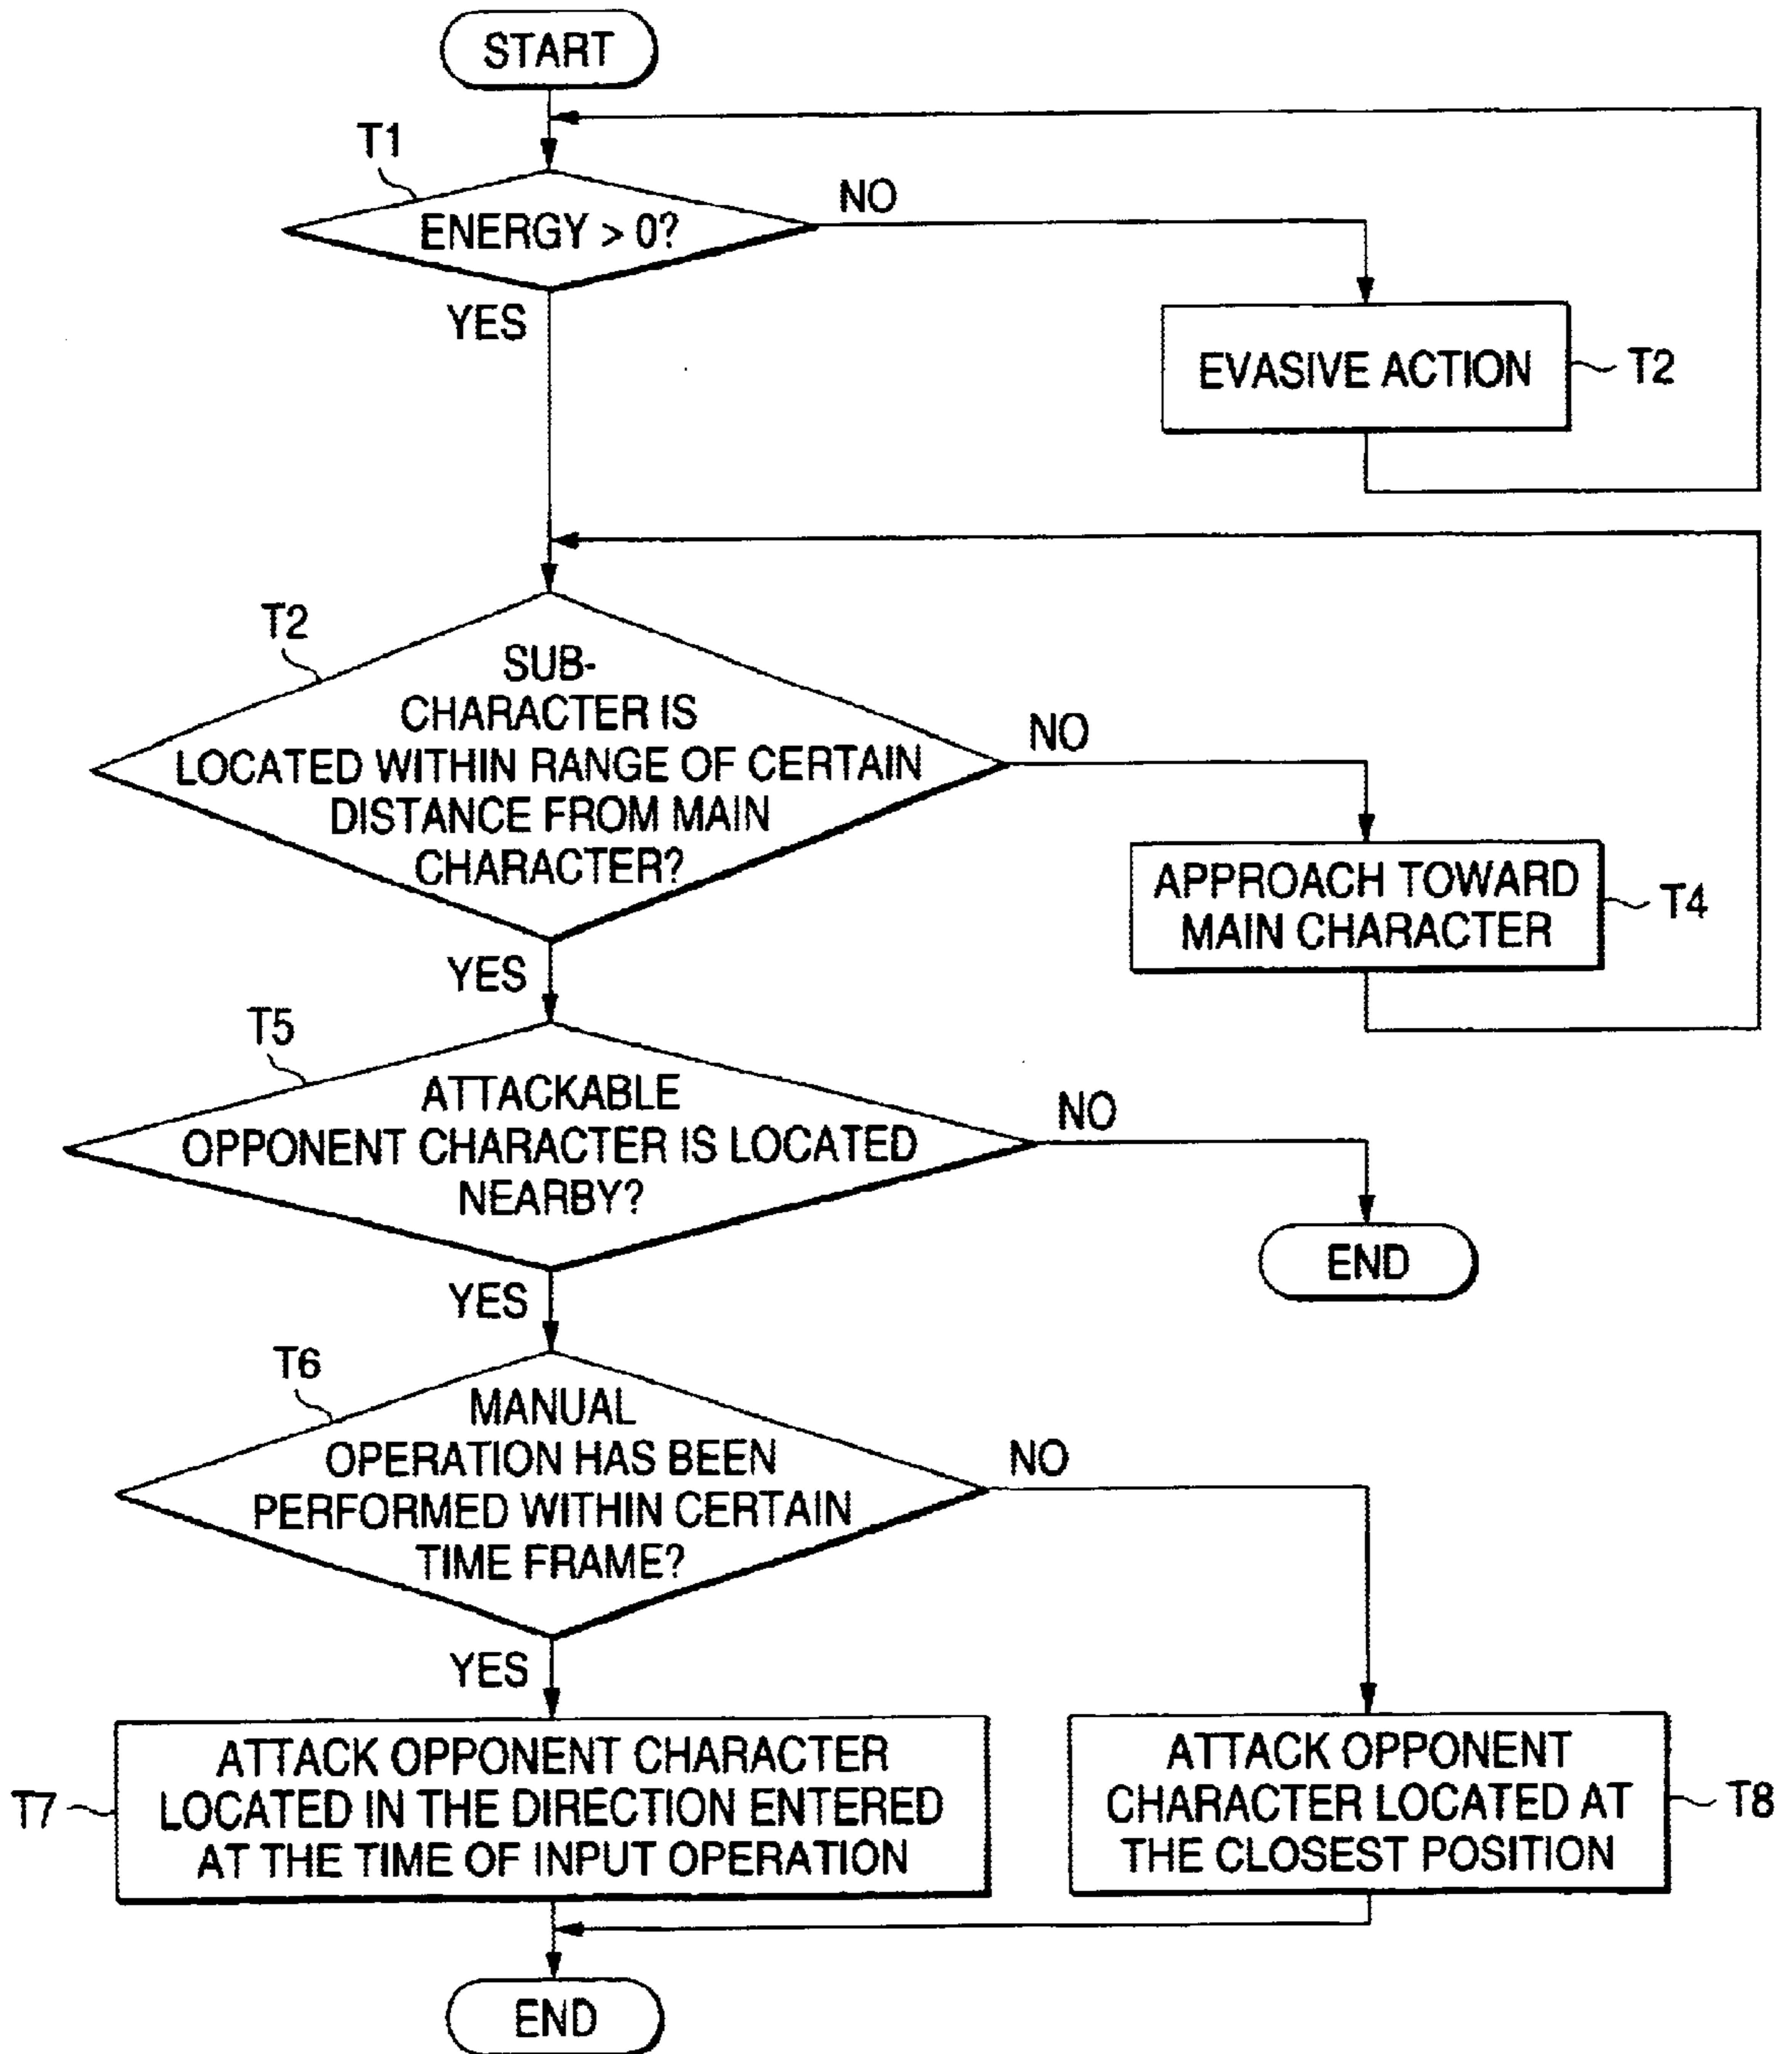 START
T1
ENERGY > 0?
NO
YES
EVASIVE ACTION
T2
T2
SUB-
CHARACTER IS
LOCATED WITHIN RANGE OF CERTAIN
DISTANCE FROM MAIN
CHARACTER?
NO
YES
APPROACH TOWARD
MAIN CHARACTER
T4
T5
ATTACKABLE
OPPONENT CHARACTER IS LOCATED
NEARBY?
NO
YES
END
T6
MANUAL
OPERATION HAS BEEN
PERFORMED WITHIN CERTAIN
TIME FRAME?
NO
YES
T7
ATTACK OPPONENT CHARACTER
LOCATED IN THE DIRECTION ENTERED
AT THE TIME OF INPUT OPERATION
ATTACK OPPONENT
CHARACTER LOCATED AT
THE CLOSEST POSITION
T8
END